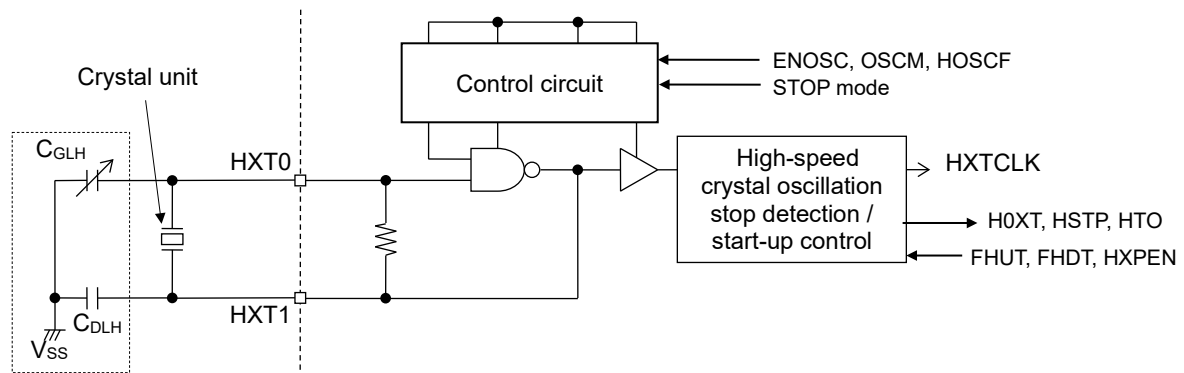 Control circuit
ENOSC, OSCM, HOSCF
STOP mode
Crystal unit
CGLH
HXT0
High-speed
crystal oscillation
stop detection /
start-up control
HXTCLK
H0XT, HSTP, HTO
FHUT, FHDT, HXPEN
HXT1
CDLH
VSS